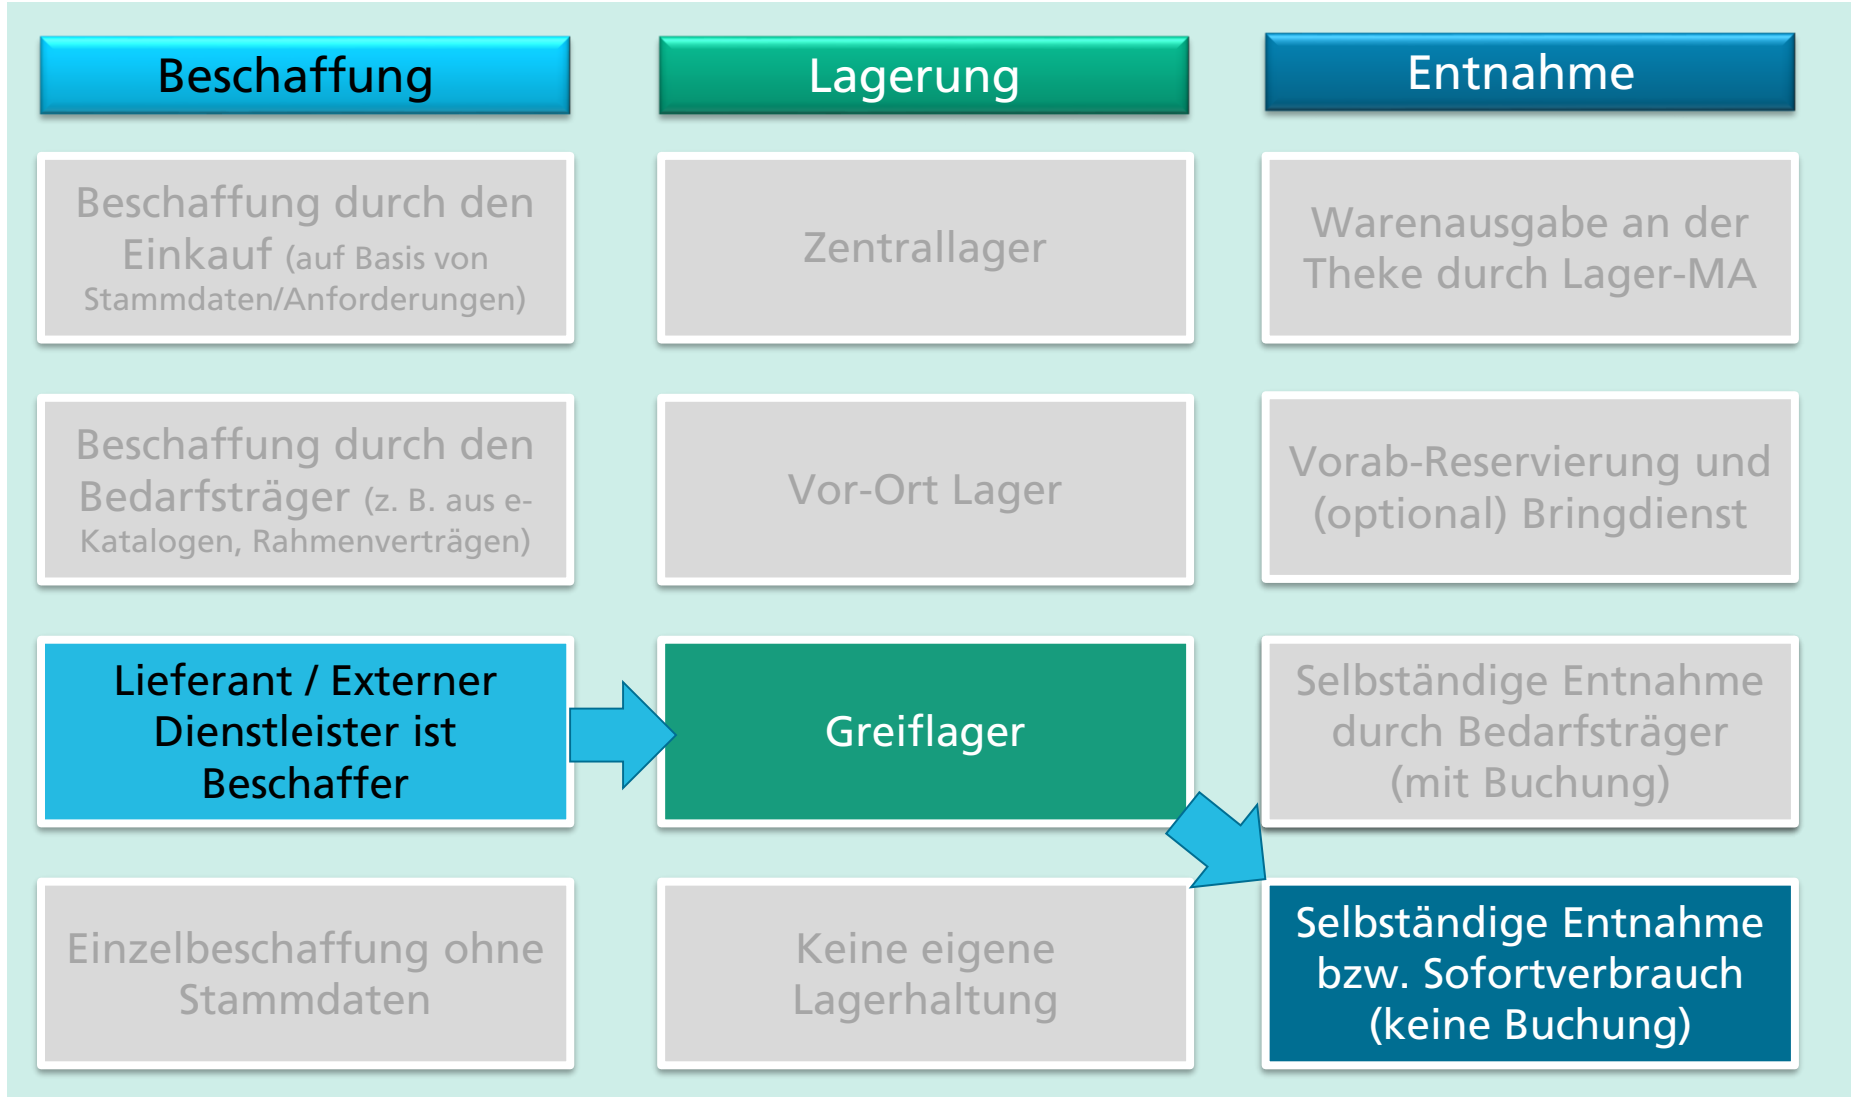 Beschaffung
Lagerung
Entnahme
Beschaffung durch den
Einkauf (auf Basis von
Stammdaten/Anforderungen)
Zentrallager
Warenausgabe an der
Theke durch Lager-MA
Beschaffung durch den
Bedarfsträger (z. B. aus e-
Katalogen, Rahmenverträgen)
Vor-Ort Lager
Vorab-Reservierung und
(optional) Bringdienst
Lieferant / Externer
Dienstleister ist
Beschaffer
Greiflager
Selbständige Entnahme
durch Bedarfsträger
(mit Buchung)
Einzelbeschaffung ohne
Stammdaten
Keine eigene
Lagerhaltung
Selbständige Entnahme
bzw. Sofortverbrauch
(keine Buchung)